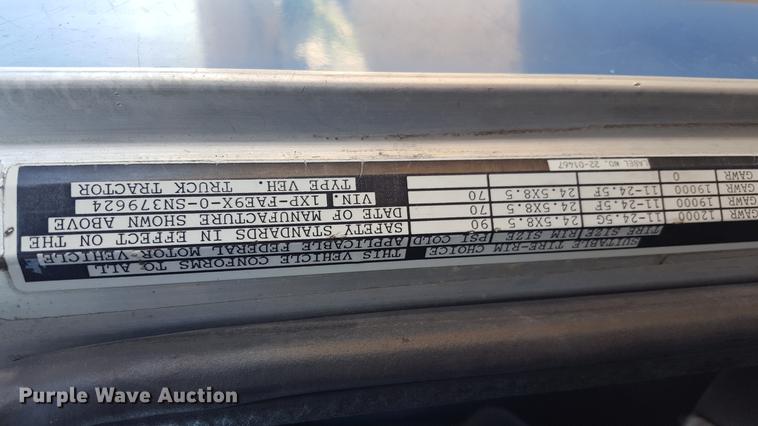 SUITABLE TIRE-RIM CHOICE
TIRE SIZE RIM SIZE PSI COLD
GAWR 12000 11-24.5G 24.5X8.5 90
GAWR 19000 11-24.5F 24.5X8.5 70
GAWR 19000 11-24.5F 24.5X8.5 70
GAWR 0
THIS VEHICLE CONFORMS TO ALL
APPLICABLE FEDERAL MOTOR VEHICLE
SAFETY STANDARDS IN EFFECT ON THE
DATE OF MANUFACTURE SHOWN ABOVE
VIN. 1XP-FAE9X-0-SN379624
TYPE VEH. TRUCK TRACTOR
LABEL NO. 22-01467
Purple Wave Auction